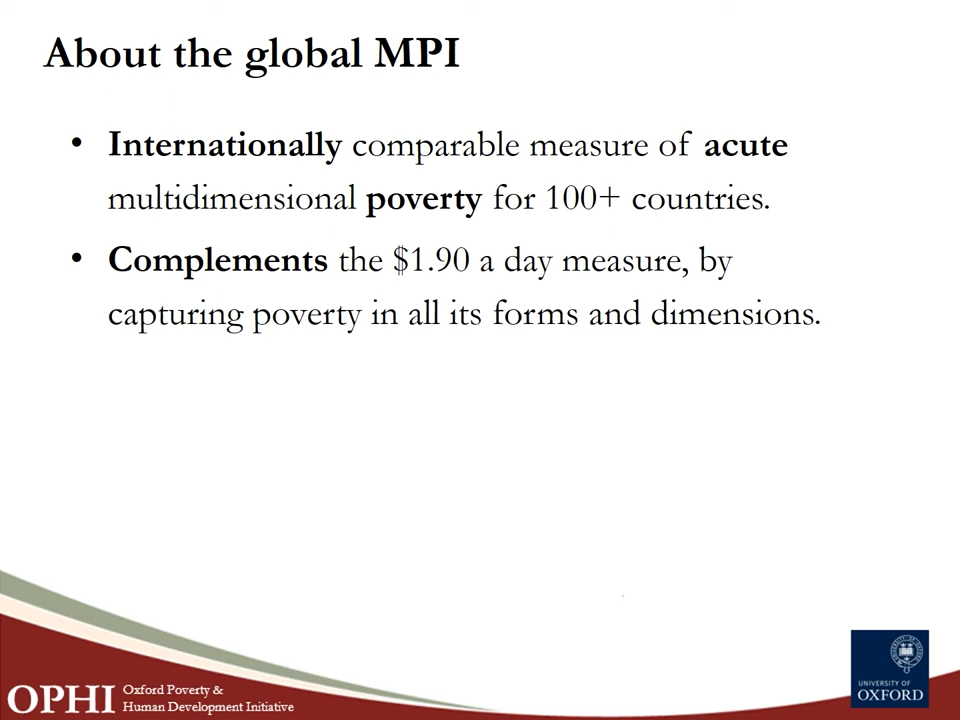 About the global MPI
• Internationally comparable measure of acute
multidimensional poverty for 100+ countries.
• Complements the $1.90 a day measure, by
capturing poverty in all its forms and dimensions.
OPHI
Oxford Poverty &
Human Development Initiative
UNIVERSITY OF
OXFORD